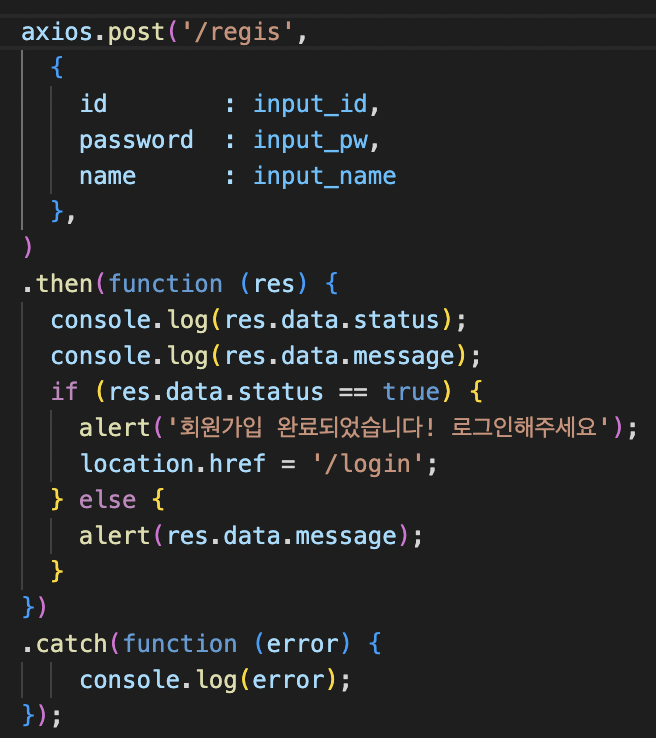 axios.post('/regis',
  {
    id        : input_id,
    password  : input_pw,
    name      : input_name
  },
)
.then(function (res) {
  console.log(res.data.status);
  console.log(res.data.message);
  if (res.data.status == true) {
    alert('회원가입 완료되었습니다! 로그인해주세요');
    location.href = '/login';
  } else {
    alert(res.data.message);
  }
})
.catch(function (error) {
    console.log(error);
});